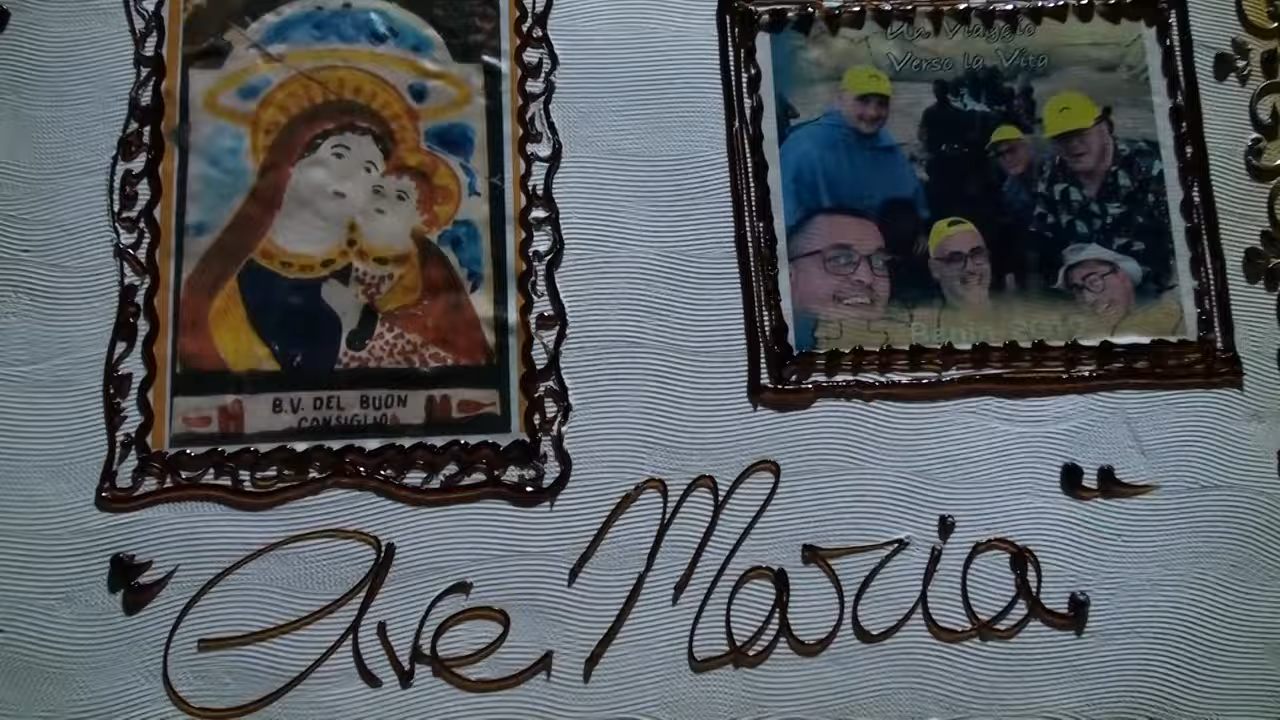 B.V. DEL BUON
CONSIGLIO
Un Viaggio
Verso la Vita
"Ave Maria"